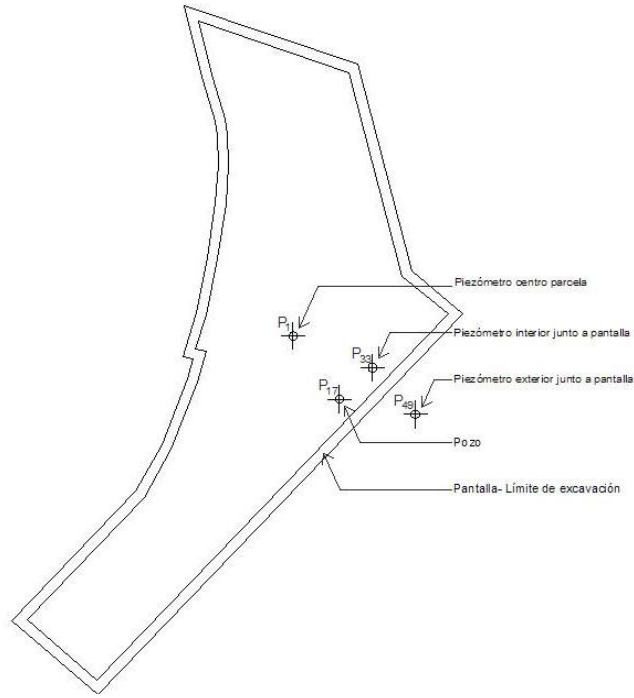 Piezómetro centro parcela
P1
Piezómetro interior junto a pantalla
P33
Piezómetro exterior junto a pantalla
P17
P49
Pozo
Pantalla- Límite de excavación